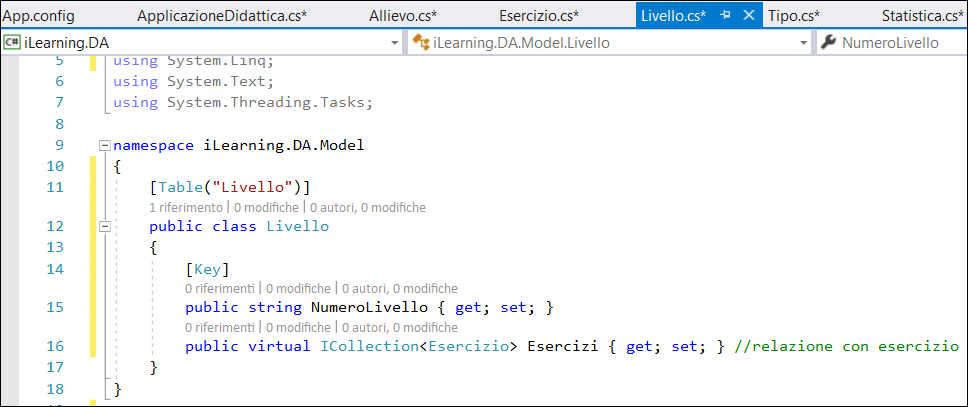 App.config ApplicazioneDidattica.cs* Allievo.cs* Esercizio.cs* Livello.cs* Tipo.cs* Statistica.cs*
C# iLearning.DA iLearning.DA.Model.Livello NumeroLivello
5 using System.Linq;
6 using System.Text;
7 using System.Threading.Tasks;
8
9 namespace iLearning.DA.Model
10 {
11 [Table("Livello")]
1 riferimento | 0 modifiche | 0 autori, 0 modifiche
12 public class Livello
13 {
14 [Key]
0 riferimenti | 0 modifiche | 0 autori, 0 modifiche
15 public string NumeroLivello { get; set; }
0 riferimenti | 0 modifiche | 0 autori, 0 modifiche
16 public virtual ICollection<Esercizio> Esercizi { get; set; } //relazione con esercizio
17 }
18 }